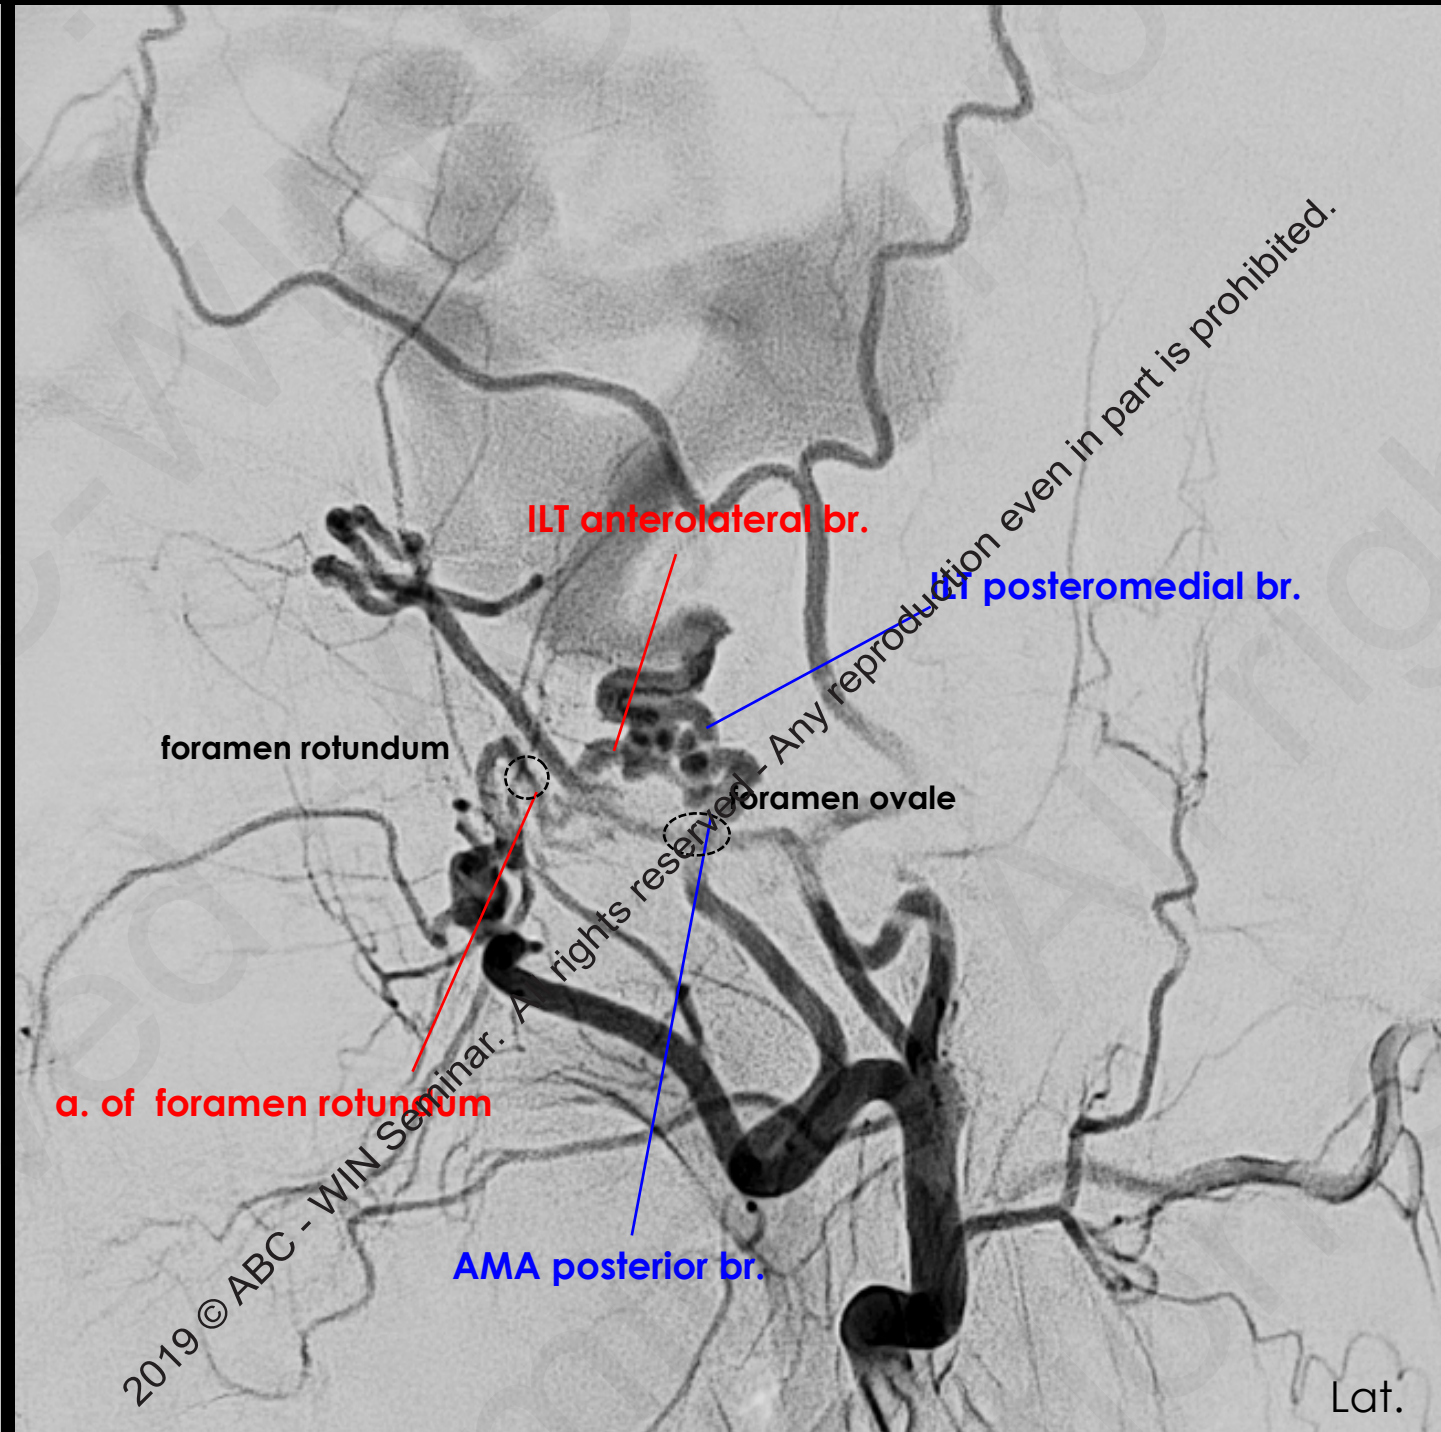 ILT anterolateral br.
ILT posteromedial br.
foramen rotundum
foramen ovale
a. of  foramen rotundum
AMA posterior br.
2019 © ABC - WIN Seminar. All rights reserved - Any reproduction even in part is prohibited.
Lat.